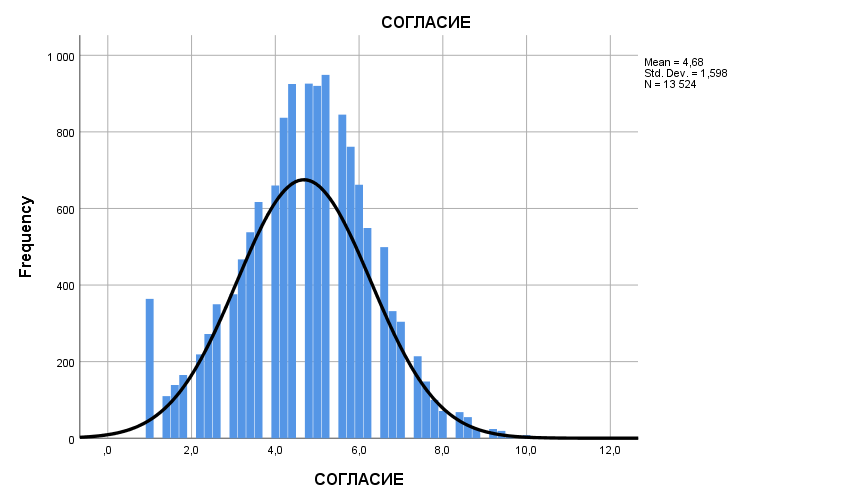 СОГЛАСИЕ
Mean = 4,68
Std. Dev. = 1,598
N = 13 524
1 000
800
600
400
200
0
Frequency
,0 2,0 4,0 6,0 8,0 10,0 12,0
СОГЛАСИЕ